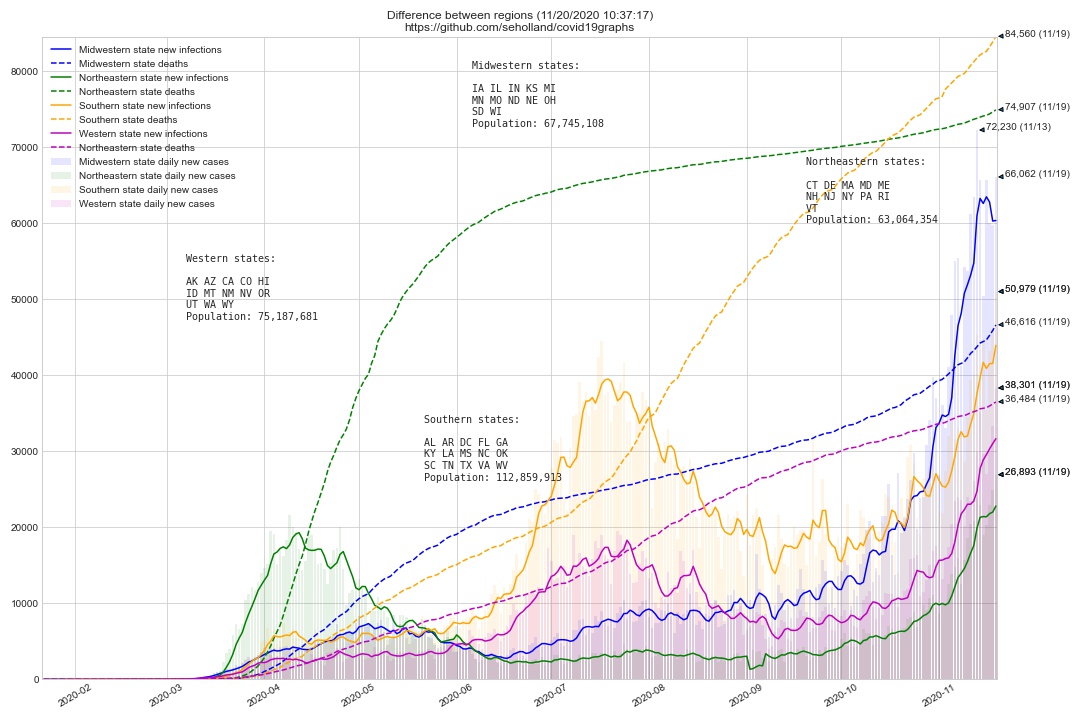 Difference between regions (11/20/2020 10:37:17)
https://github.com/seholland/covid19graphs
Midwestern state new infections
Midwestern state deaths
Northeastern state new infections
Northeastern state deaths
Southern state new infections
Southern state deaths
Western state new infections
Northeastern state deaths
Midwestern state daily new cases
Northeastern state daily new cases
Southern state daily new cases
Western state daily new cases
Midwestern states:
IA IL IN KS MI
MN MO ND NE OH
SD WI
Population: 67,745,108
Northeastern states:
CT DE MA MD ME
NH NJ NY PA RI
VT
Population: 63,064,354
Western states:
AK AZ CA CO HI
ID MT NM NV OR
UT WA WY
Population: 75,187,681
Southern states:
AL AR DC FL GA
KY LA MS NC OK
SC TN TX VA WV
Population: 112,859,913
84,560 (11/19)
74,907 (11/19)
72,230 (11/13)
66,062 (11/19)
50,979 (11/19)
46,616 (11/19)
38,301 (11/19)
36,484 (11/19)
26,893 (11/19)
80000
70000
60000
50000
40000
30000
20000
10000
0
2020-02
2020-03
2020-04
2020-05
2020-06
2020-07
2020-08
2020-09
2020-10
2020-11